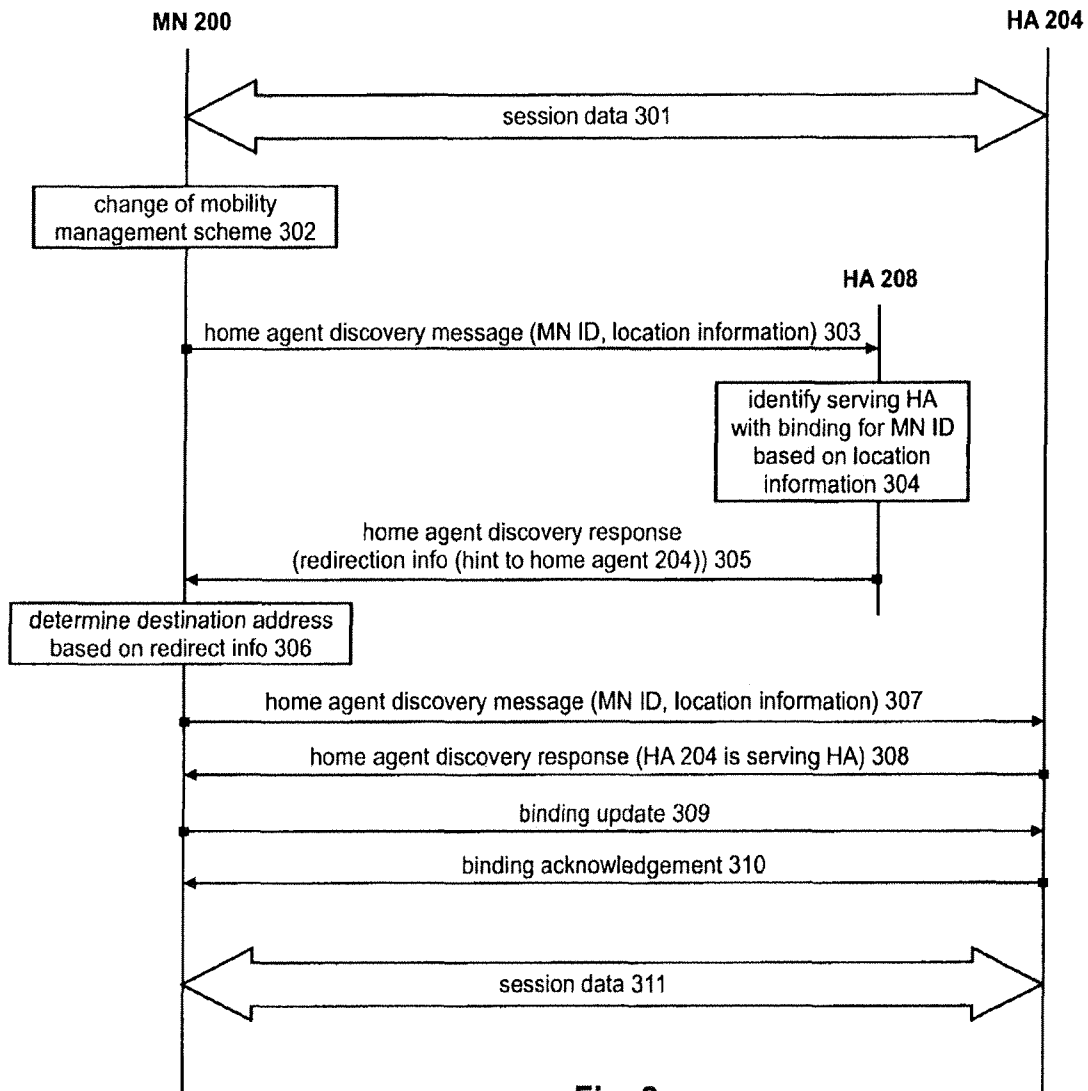 MN 200
HA 204
session data 301
change of mobility
management scheme 302
HA 208
home agent discovery message (MN ID, location information) 303
identify serving HA
with binding for MN ID
based on location
information 304
home agent discovery response
(redirection info (hint to home agent 204)) 305
determine destination address
based on redirect info 306
home agent discovery message (MN ID, location information) 307
home agent discovery response (HA 204 is serving HA) 308
binding update 309
binding acknowledgement 310
session data 311